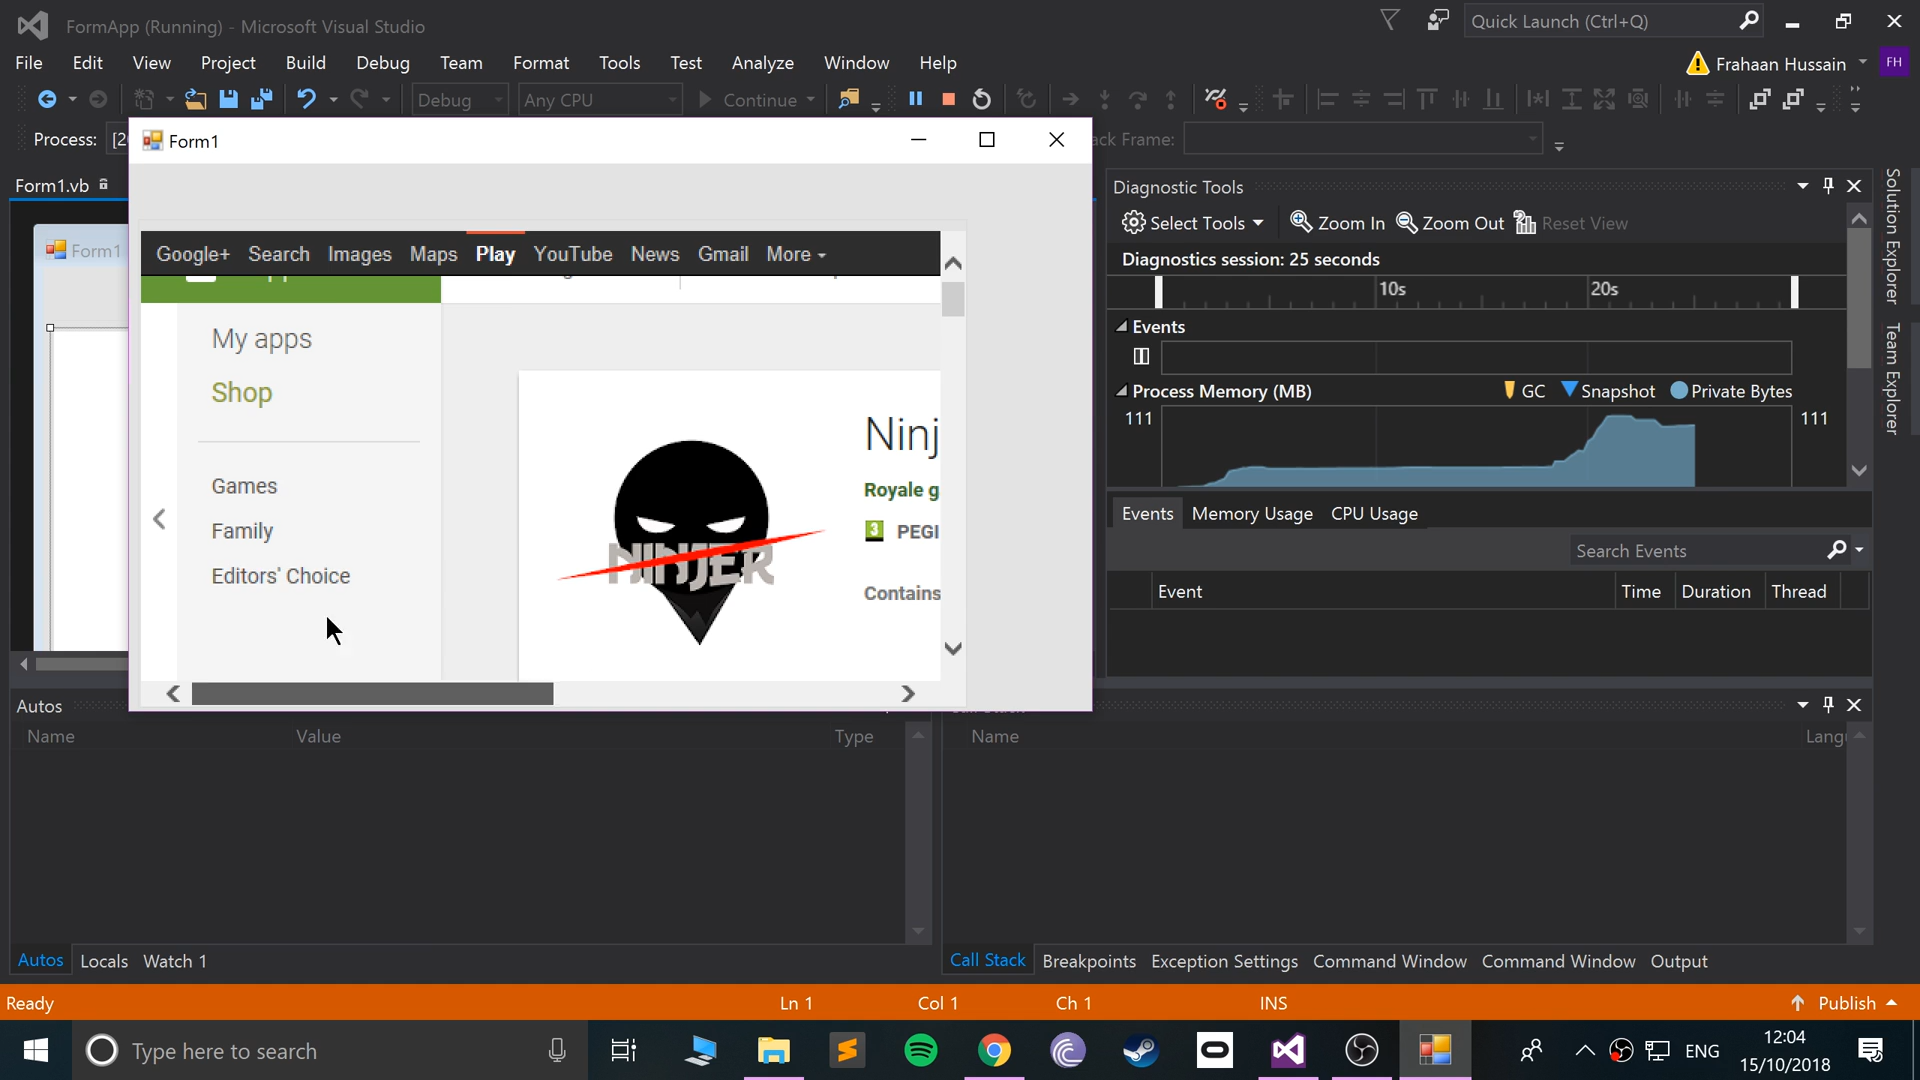 FormApp (Running) - Microsoft Visual Studio
Quick Launch (Ctrl+Q)
File Edit View Project Build Debug Team Format Tools Test Analyze Window Help
Frahaan Hussain FH
Debug Any CPU Continue
Process: [2
ck Frame:
Form1
Form1.vb
Form1
Google+ Search Images Maps Play YouTube News Gmail More
My apps
Shop
Games
Family
Editors' Choice
NINJER
Ninj
Royale g
3 PEGI
Contains
Diagnostic Tools
Select Tools Zoom In Zoom Out Reset View
Diagnostics session: 25 seconds
10s 20s
Events
Process Memory (MB) GC Snapshot Private Bytes
111 111
Events Memory Usage CPU Usage
Search Events
Event Time Duration Thread
Solution Explorer
Team Explorer
Autos
Name Value Type
Name Langu
Autos Locals Watch 1
Call Stack Breakpoints Exception Settings Command Window Command Window Output
Ready Ln 1 Col 1 Ch 1 INS Publish
Type here to search
ENG
12:04
15/10/2018